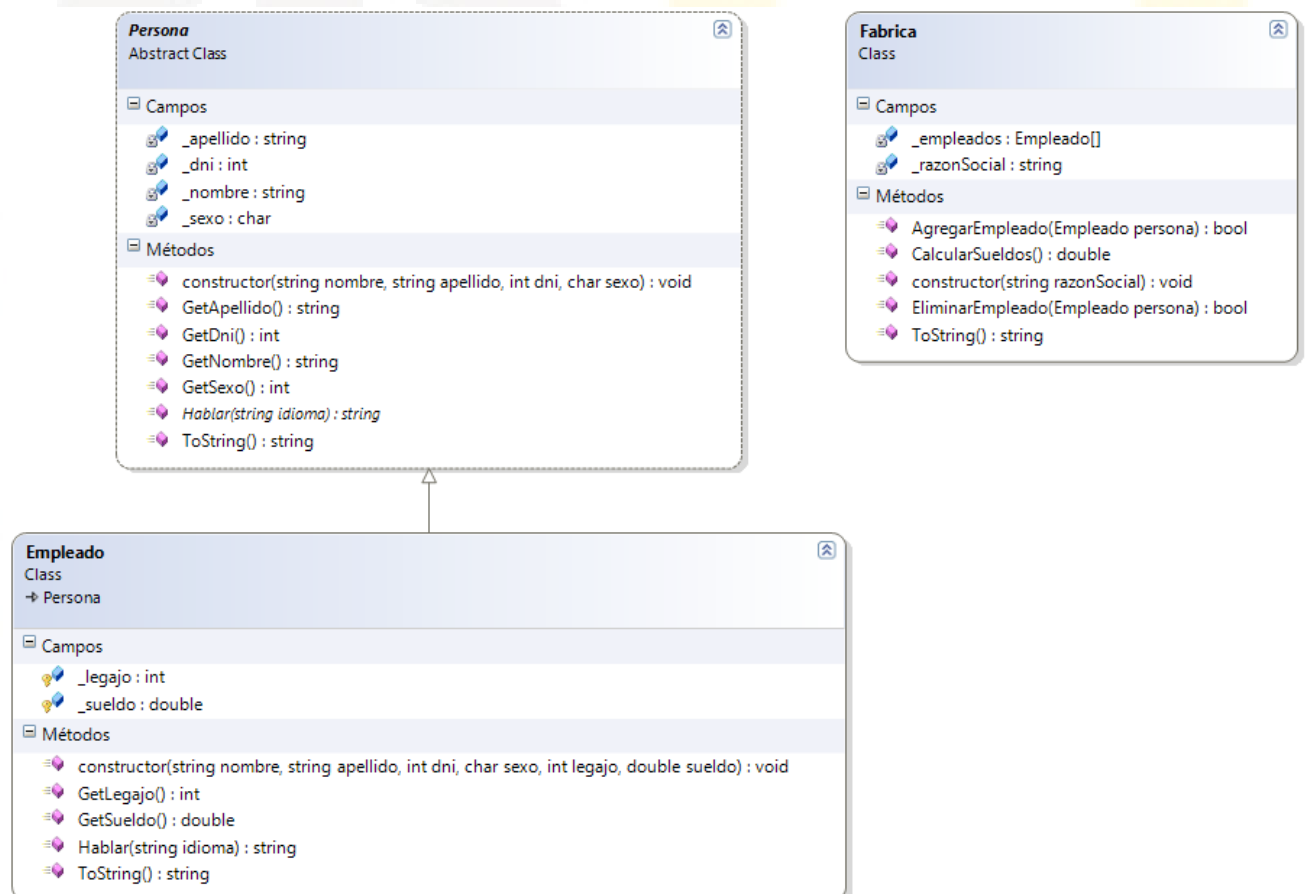 Persona
Abstract Class
Campos
_apellido : string
_dni : int
_nombre : string
_sexo : char
Métodos
constructor(string nombre, string apellido, int dni, char sexo) : void
GetApellido() : string
GetDni() : int
GetNombre() : string
GetSexo() : int
Hablar(string idioma) : string
ToString() : string
Fabrica
Class
Campos
_empleados : Empleado[]
_razonSocial : string
Métodos
AgregarEmpleado(Empleado persona) : bool
CalcularSueldos() : double
constructor(string razonSocial) : void
EliminarEmpleado(Empleado persona) : bool
ToString() : string
Empleado
Class
Persona
Campos
_legajo : int
_sueldo : double
Métodos
constructor(string nombre, string apellido, int dni, char sexo, int legajo, double sueldo) : void
GetLegajo() : int
GetSueldo() : double
Hablar(string idioma) : string
ToString() : string